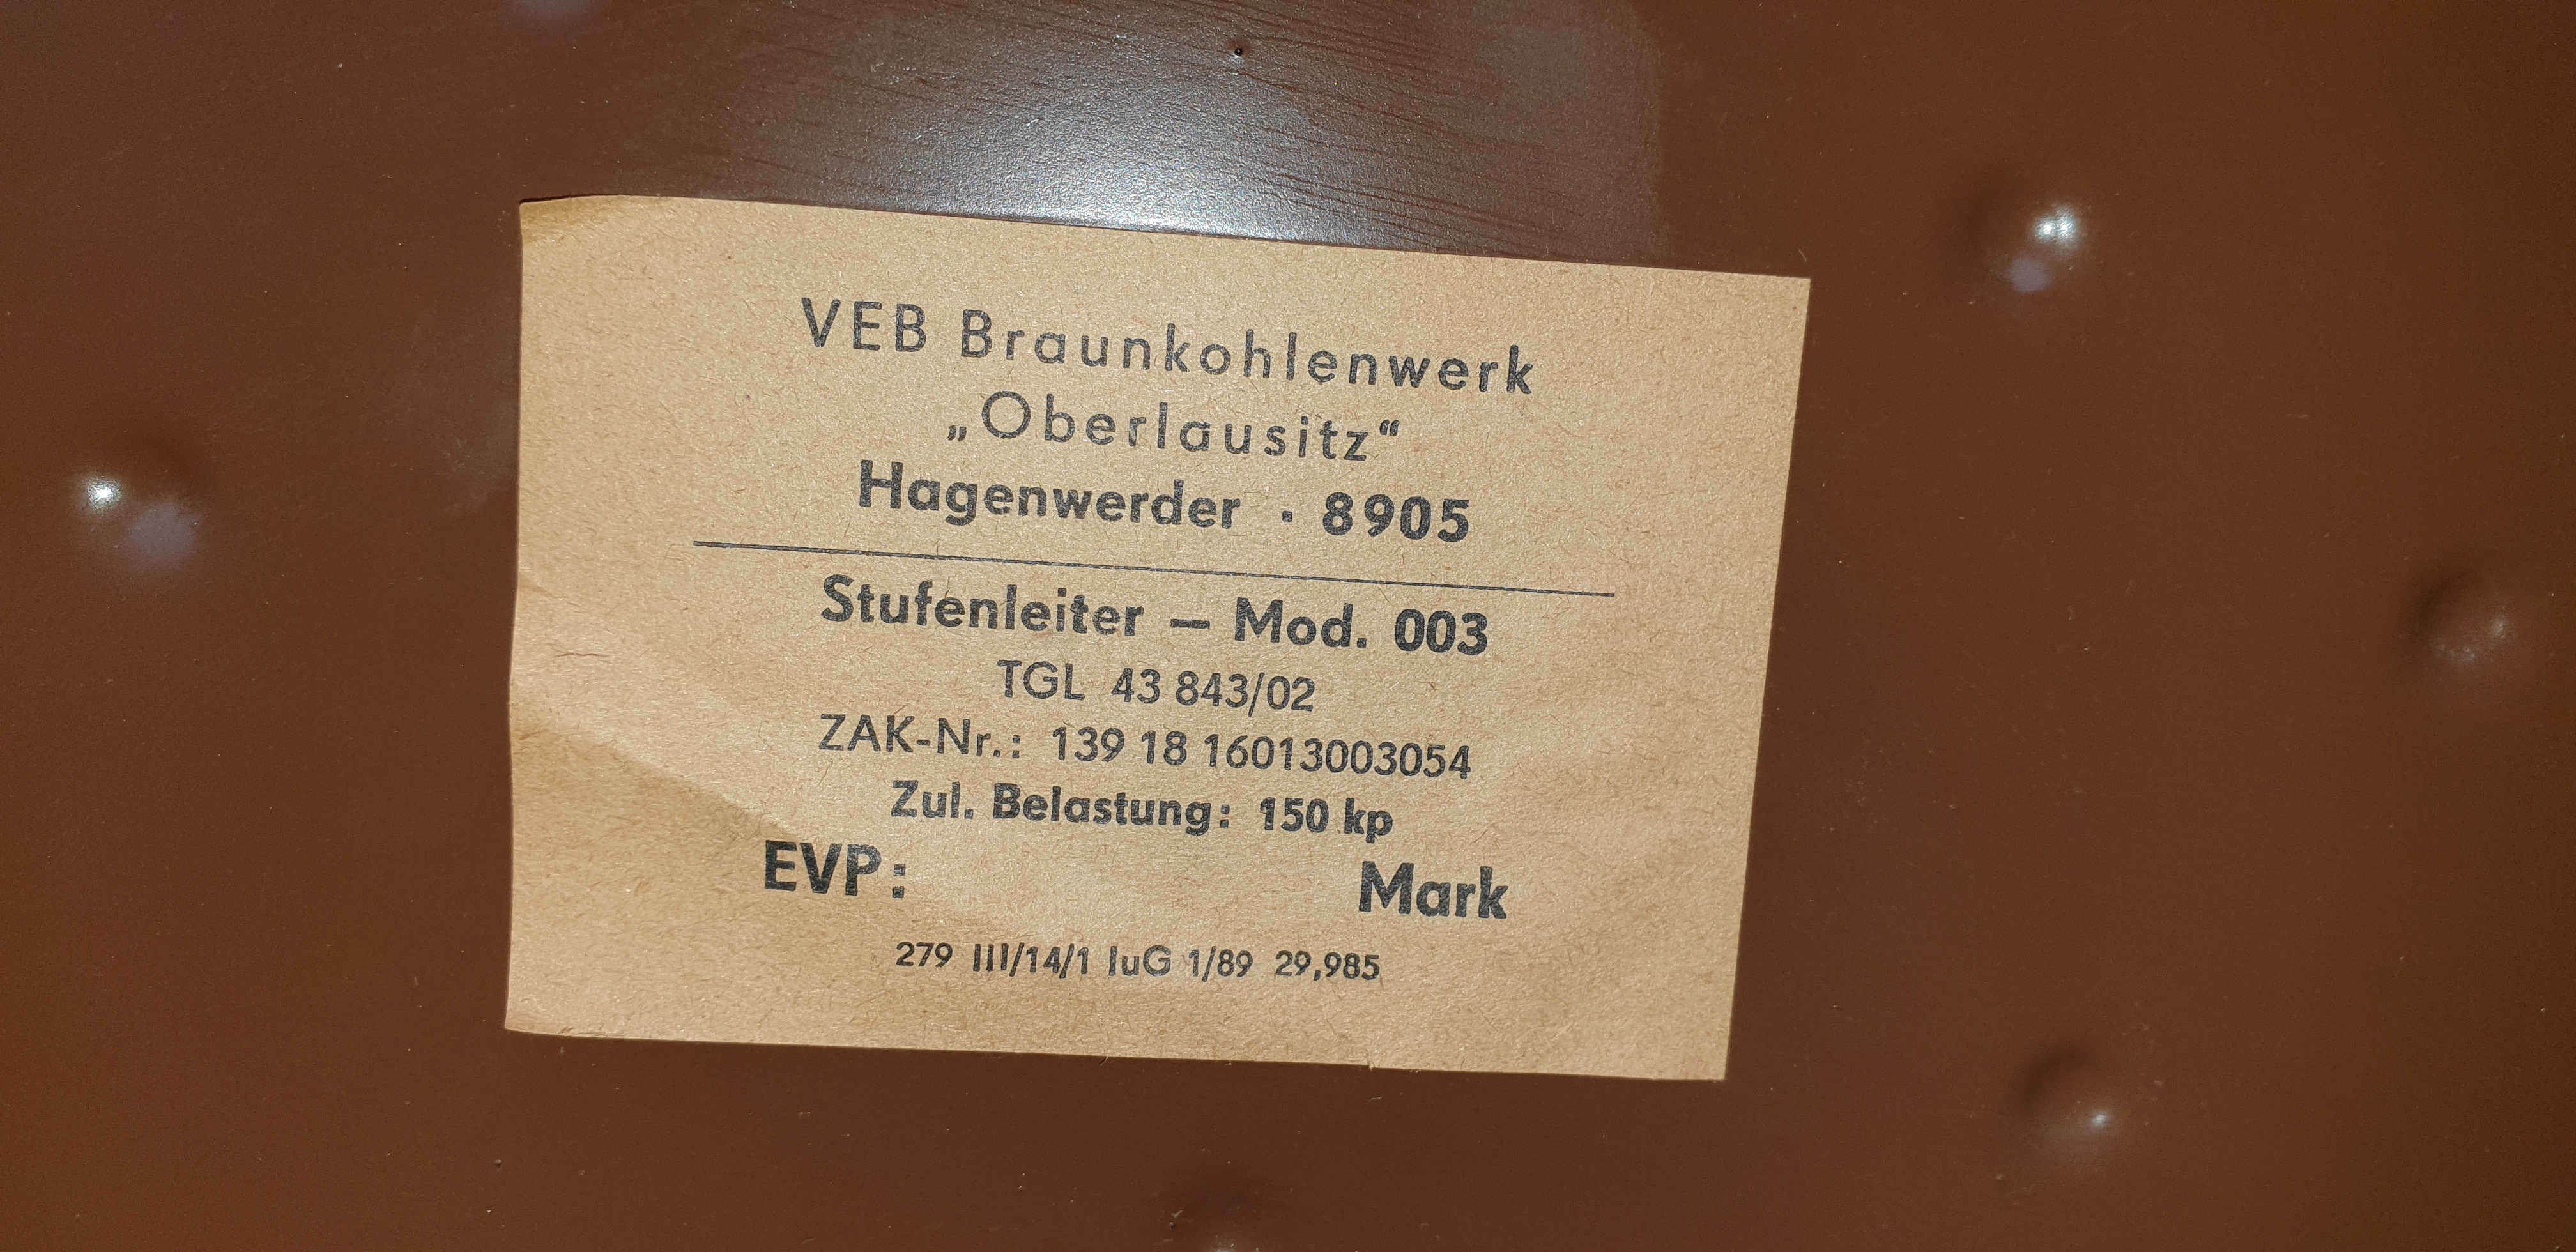 VEB Braunkohlenwerk
„Oberlausitz“
Hagenwerder · 8905
Stufenleiter – Mod. 003
TGL 43 843/02
ZAK-Nr.: 139 18 16013003054
Zul. Belastung: 150 kp
EVP: Mark
279 III/14/1 IuG 1/89 29,985